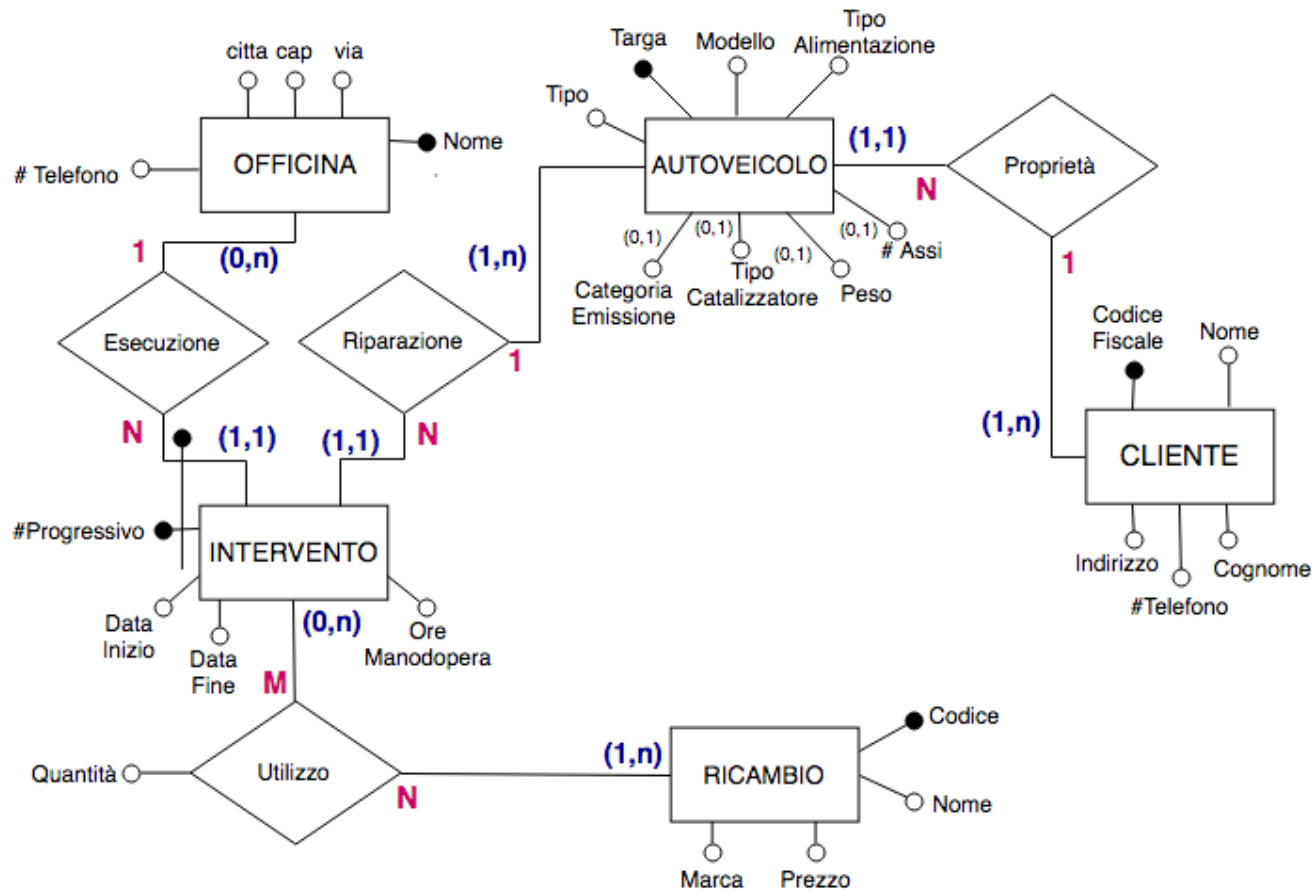 citta cap via
Targa
Modello
Tipo
Alimentazione
Tipo
Nome
OFFICINA
# Telefono
AUTOVEICOLO
(1,1)
N
Proprietà
1
(0,n)
(1,n)
(0,1)
(0,1)
(0,1)
(0,1)
# Assi
Categoria
Emissione
Tipo
Catalizzatore
Peso
1
Esecuzione
Riparazione
1
Codice
Fiscale
Nome
N
(1,1)
(1,1)
N
(1,n)
CLIENTE
#Progressivo
INTERVENTO
Indirizzo
Cognome
#Telefono
Data
Inizio
Data
Fine
(0,n)
Ore
Manodopera
M
Quantità
Utilizzo
N
(1,n)
RICAMBIO
Codice
Nome
Marca
Prezzo